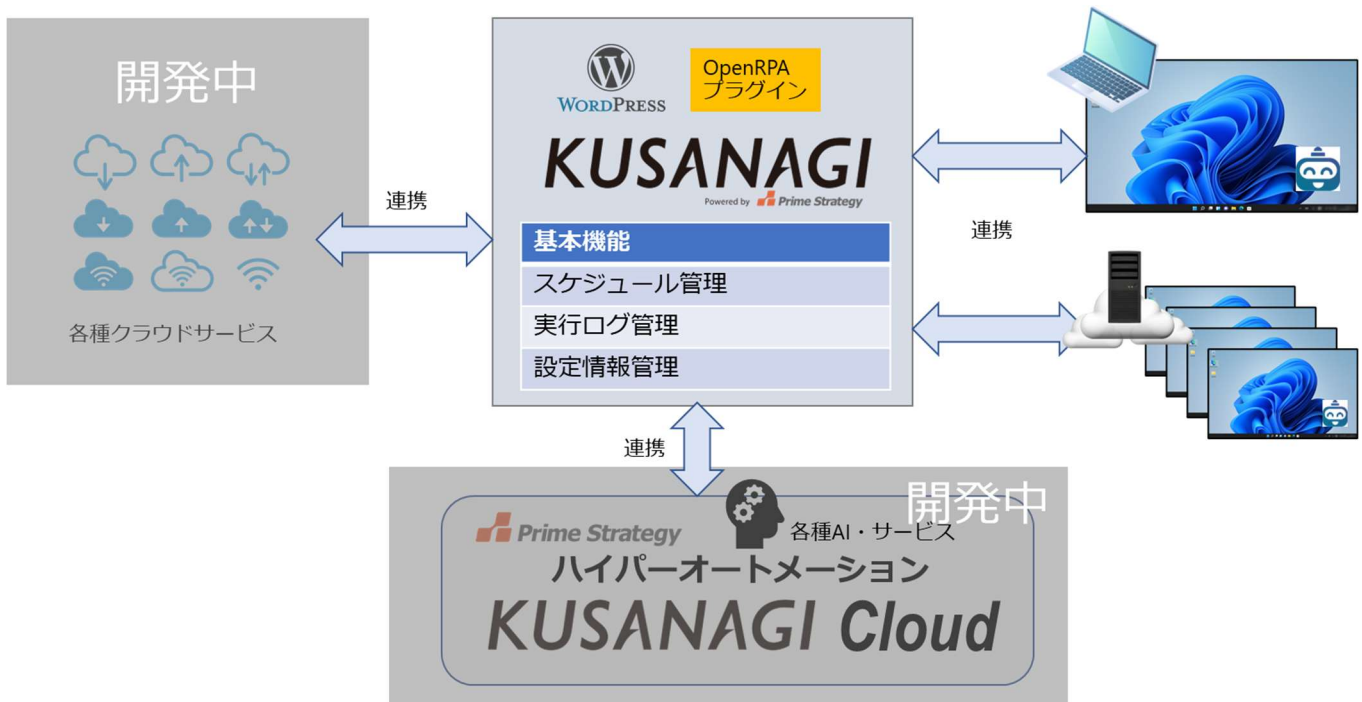 開発中
各種クラウドサービス
連携
WORDPRESS
OpenRPA
プラグイン
KUSANAGI
Powered by Prime Strategy
基本機能
スケジュール管理
実行ログ管理
設定情報管理
連携
連携
開発中
Prime Strategy
各種AI・サービス
ハイパーオートメーション
KUSANAGI Cloud